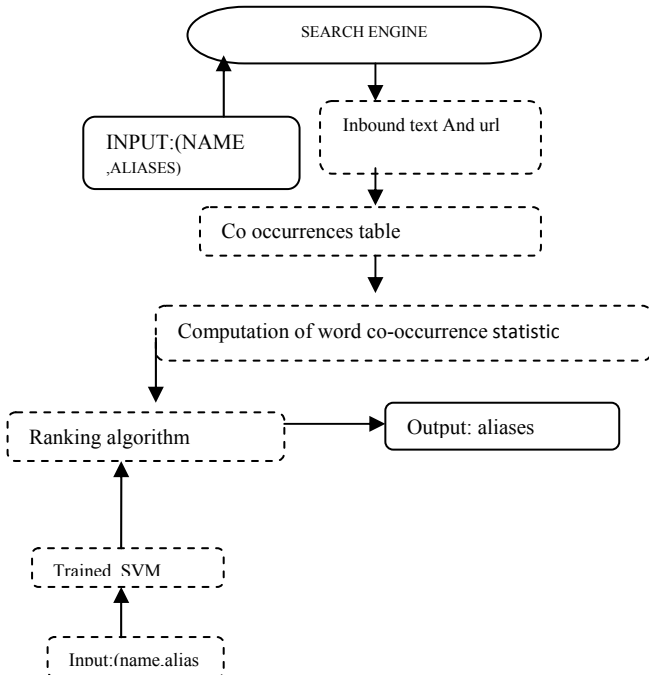 SEARCH ENGINE
INPUT:(NAME
,ALIASES)
Inbound text And url
Co occurrences table
Computation of word co-occurrence statistic
Ranking algorithm
Output: aliases
Trained SVM
Input:(name,alias